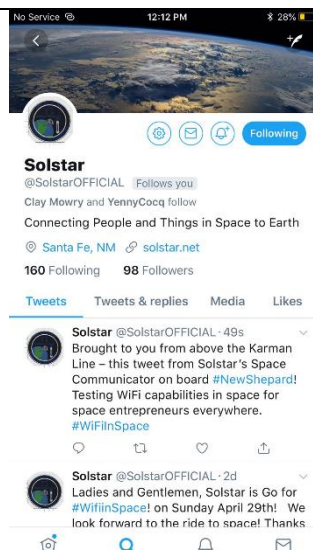 No Service 12:12 PM 28%
Following
Solstar
@SolstarOFFICIAL Follows you
Clay Mowry and YennyCocq follow
Connecting People and Things in Space to Earth
Santa Fe, NM solstar.net
160 Following 98 Followers
Tweets Tweets & replies Media Likes
Solstar @SolstarOFFICIAL · 49s
Brought to you from above the Karman
Line – this tweet from Solstar's Space
Communicator on board #NewShepard!
Testing WiFi capabilities in space for
space entrepreneurs everywhere.
#WiFiInSpace
Solstar @SolstarOFFICIAL · 2d
Ladies and Gentlemen, Solstar is Go for
#WifiinSpace! on Sunday April 29th! We
look forward to the ride to space! Thanks